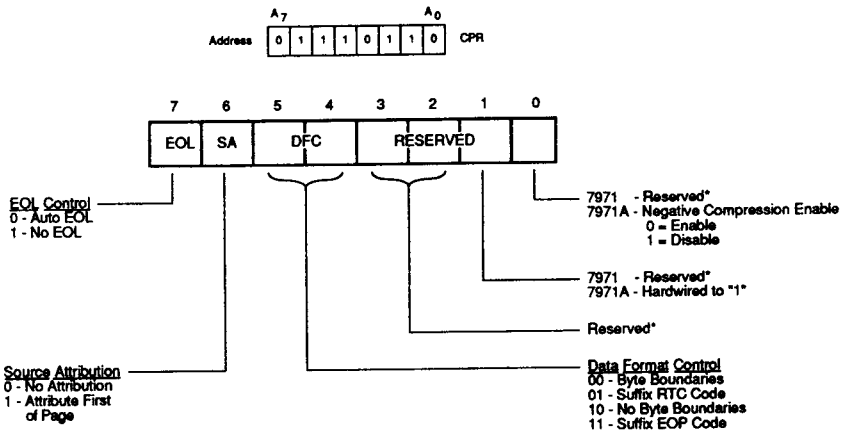 A7 A0
Address 0 1 1 1 0 1 1 0 CPR
7 6 5 4 3 2 1 0
EOL SA DFC RESERVED
EOL Control
0 - Auto EOL
1 - No EOL
7971 - Reserved*
7971A - Negative Compression Enable
0 = Enable
1 = Disable
7971 - Reserved*
7971A - Hardwired to "1"
Reserved*
Source Attribution
0 - No Attribution
1 - Attribute First
of Page
Data Format Control
00 - Byte Boundaries
01 - Suffix RTC Code
10 - No Byte Boundaries
11 - Suffix EOP Code